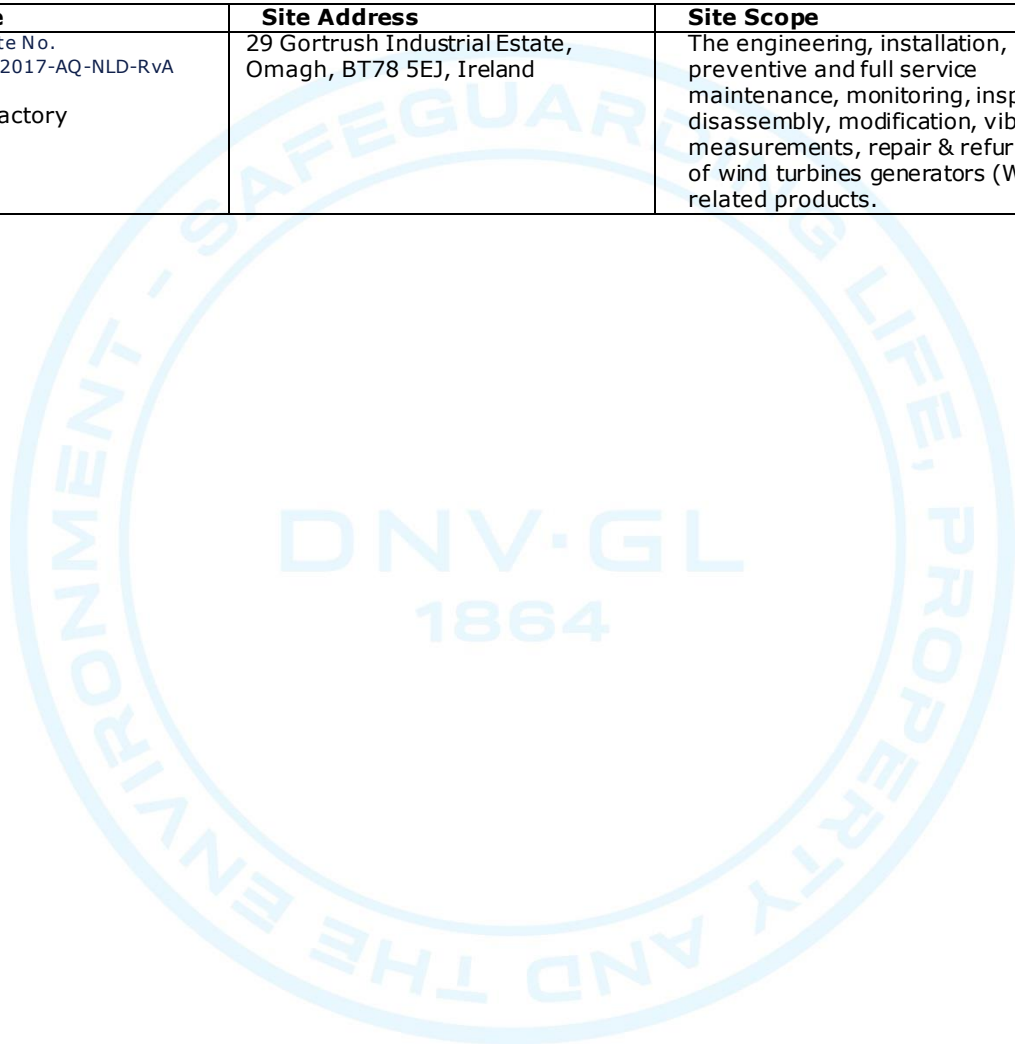 e
Site Address
Site Scope
te No.
2017-AQ-NLD-RvA
actory
29 Gortrush Industrial Estate,
Omagh, BT78 5EJ, Ireland
The engineering, installation,
preventive and full service
maintenance, monitoring, insp
disassembly, modification, vib
measurements, repair & refur
of wind turbines generators (W
related products.
SAFEGUARDING LIFE, PROPERTY AND THE ENVIRONMENT -
DNV·GL
1864